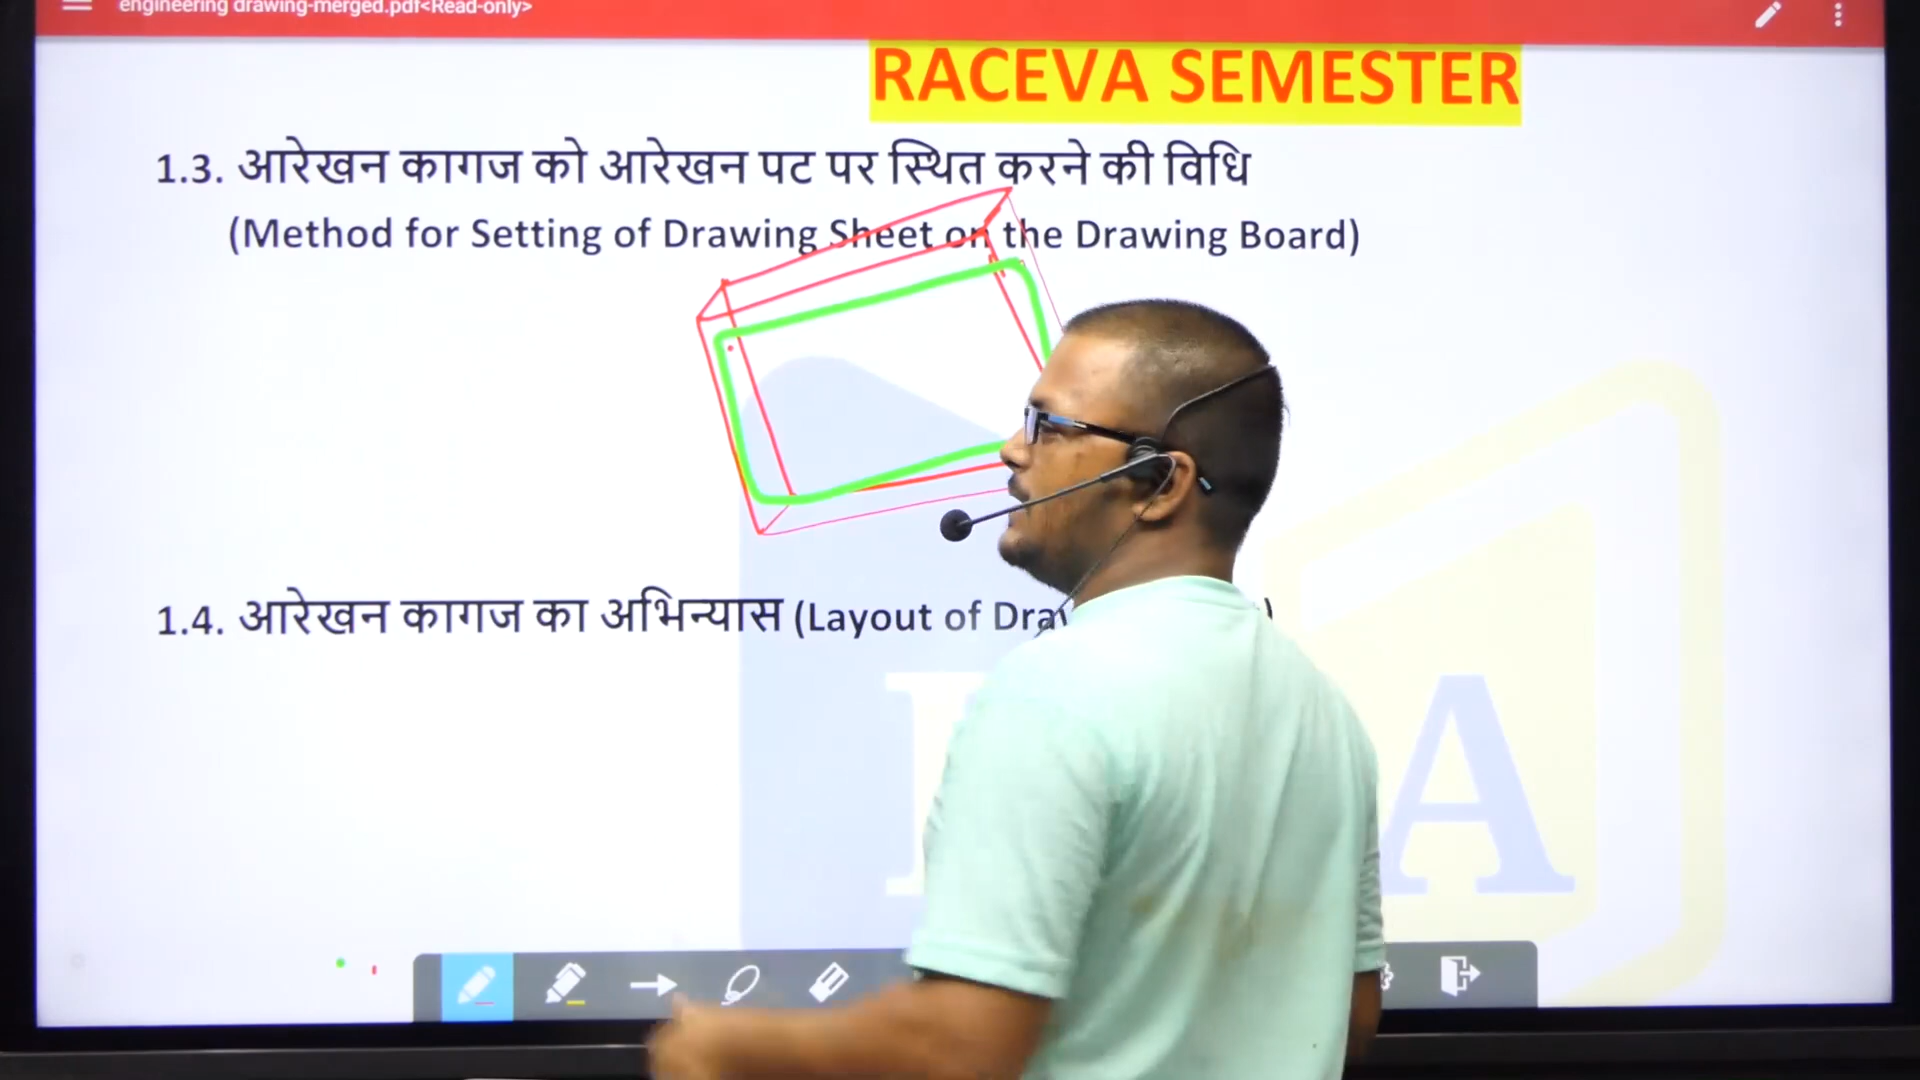 engineering drawing-merged.pdf<Read-only>
RACEVA SEMESTER
1.3. आरेखन कागज को आरेखन पट पर स्थित करने की विधि
(Method for Setting of Drawing Sheet on the Drawing Board)
1.4. आरेखन कागज का अभिन्यास (Layout of
A